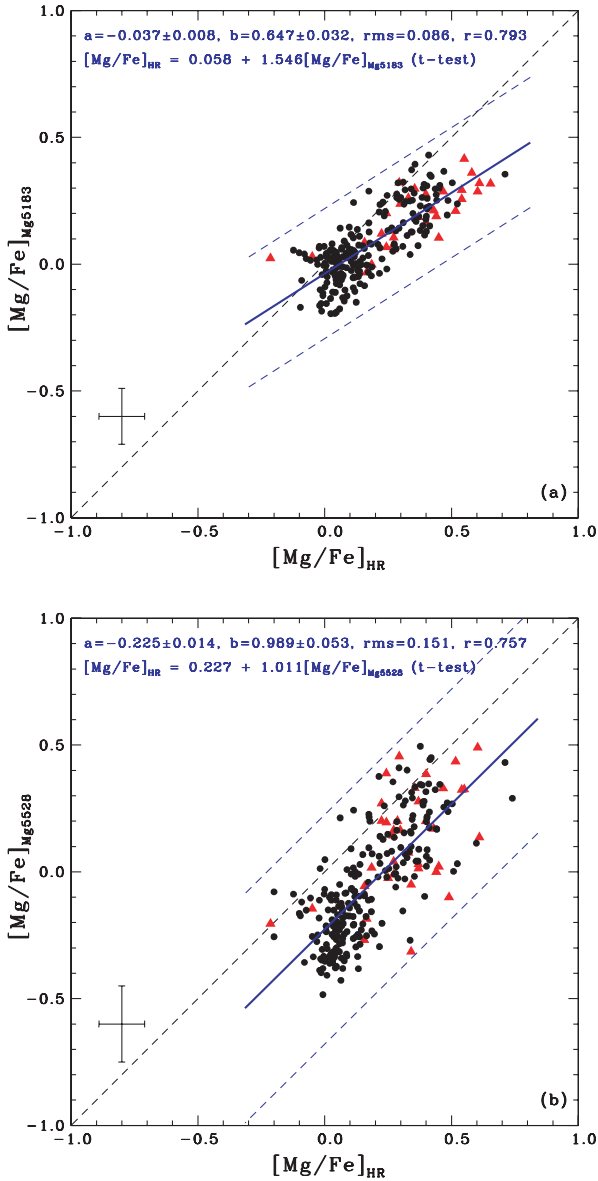 1.0
a=−0.037±0.008, b=0.647±0.032, rms=0.086, r=0.793
[Mg/Fe]HR = 0.058 + 1.546[Mg/Fe]Mg5183 (t−test)
0.5
[Mg/Fe]Mg5183
0.0
−0.5
(a)
−1.0
−1.0 −0.5 0.0 0.5 1.0
[Mg/Fe]HR
1.0
a=−0.225±0.014, b=0.989±0.053, rms=0.151, r=0.757
[Mg/Fe]HR = 0.227 + 1.011[Mg/Fe]Mg5528 (t−test)
0.5
[Mg/Fe]Mg5528
0.0
−0.5
(b)
−1.0
−1.0 −0.5 0.0 0.5 1.0
[Mg/Fe]HR